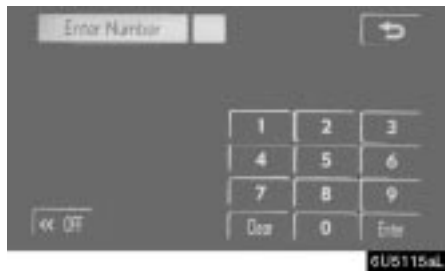 Enter Number
1 2 3
4 5 6
7 8 9
<< Off Clear 0 Enter
6U5115aL